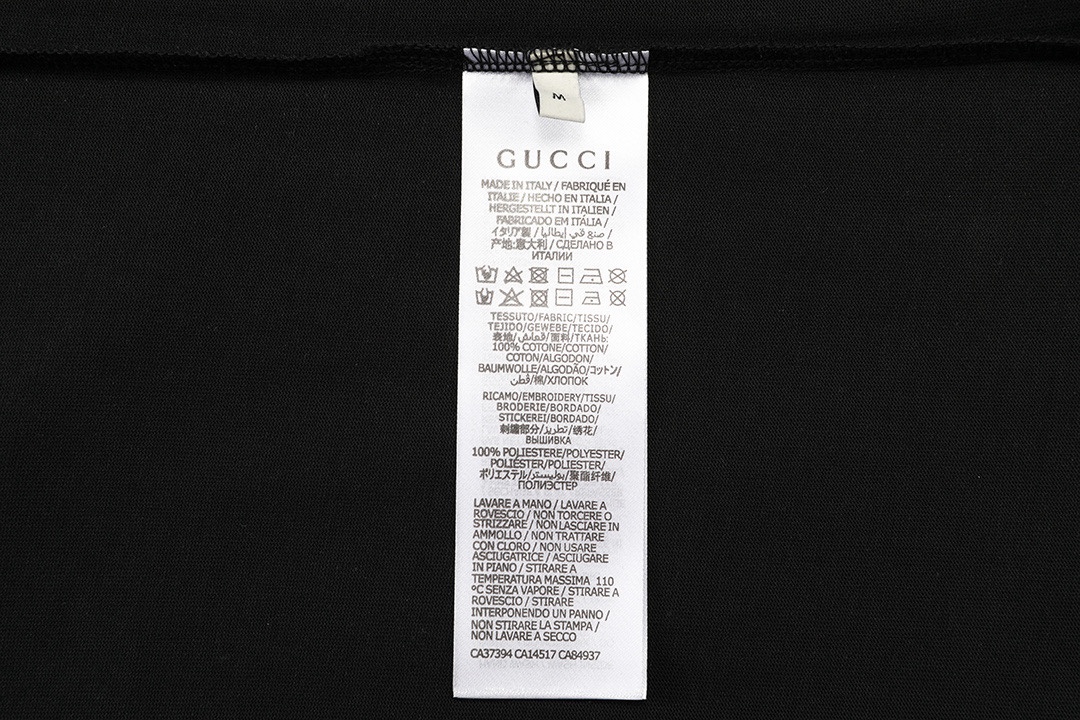 M
GUCCI
MADE IN ITALY / FABRIQUÉ EN
ITALIE / HECHO EN ITALIA /
HERGESTELLT IN ITALIEN /
FABRICADO EM ITÁLIA /
イタリア製 / صنع في إيطاليا /
产地:意大利 / СДЕЛАНО В
ИТАЛИИ
TESSUTO/FABRIC/TISSU/
TEJIDO/GEWEBE/TECIDO/
表地/قماش/面料/ТКАНЬ:
100% COTONE/COTTON/
COTON/ALGODON/
BAUMWOLLE/ALGODÃO/コットン/
قطن/棉/ХЛОПОК
RICAMO/EMBROIDERY/TISSU/
BRODERIE/BORDADO/
STICKEREI/BORDADO/
刺繍部分/تطريز/绣花/
ВЫШИВКА
100% POLIESTERE/POLYESTER/
POLIÉSTER/POLIESTER/
ポリエステル/بوليستر/聚酯纤维/
ПОЛИЭСТЕР
LAVARE A MANO / LAVARE A
ROVESCIO / NON TORCERE O
STRIZZARE / NON LASCIARE IN
AMMOLLO / NON TRATTARE
CON CLORO / NON USARE
ASCIUGATRICE / ASCIUGARE
IN PIANO / STIRARE A
TEMPERATURA MASSIMA 110
°C SENZA VAPORE / STIRARE A
ROVESCIO / STIRARE
INTERPONENDO UN PANNO /
NON STIRARE LA STAMPA /
NON LAVARE A SECCO
CA37394 CA14517 CA84937